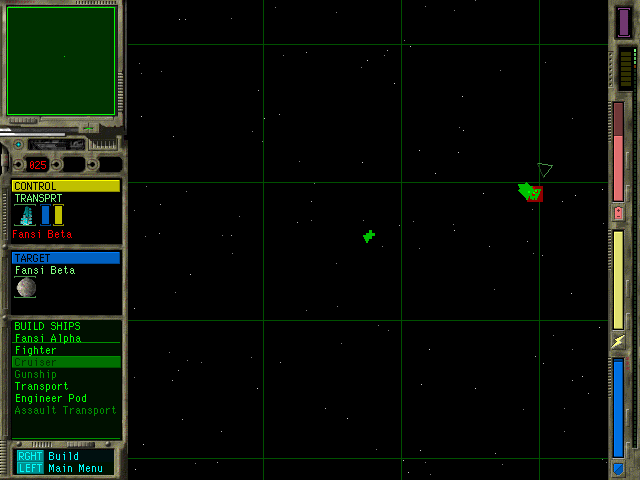 025
CONTROL
TRANSPRT
Fansi Beta
TARGET
Fansi Beta
BUILD SHIPS
Fansi Alpha
Fighter
Cruiser
Gunship
Transport
Engineer Pod
Assault Transport
RGHT Build
LEFT Main Menu